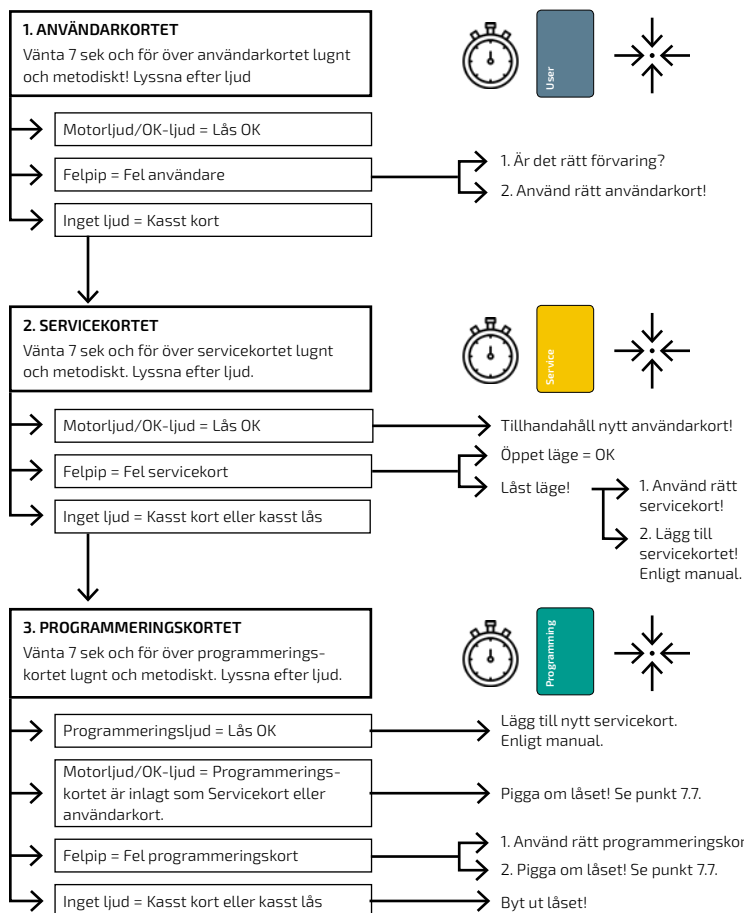 1. ANVÄNDARKORTET
Vänta 7 sek och för över användarkortet lugnt
och metodiskt! Lyssna efter ljud
User
Motorljud/OK-ljud = Lås OK
Felpip = Fel användare
1. Är det rätt förvaring?
2. Använd rätt användarkort!
Inget ljud = Kasst kort
2. SERVICEKORTET
Vänta 7 sek och för över servicekortet lugnt
och metodiskt. Lyssna efter ljud.
Service
Motorljud/OK-ljud = Lås OK
Tillhandahåll nytt användarkort!
Felpip = Fel servicekort
Öppet läge = OK
Låst läge!
1. Använd rätt
servicekort!
2. Lägg till
servicekortet!
Enligt manual.
Inget ljud = Kasst kort eller kasst lås
3. PROGRAMMERINGSKORTET
Vänta 7 sek och för över programmerings-
kortet lugnt och metodiskt. Lyssna efter ljud.
Programming
Programmeringsljud = Lås OK
Lägg till nytt servicekort.
Enligt manual.
Motorljud/OK-ljud = Programmerings-
kortet är inlagt som Servicekort eller
användarkort.
Pigga om låset! Se punkt 7.7.
Felpip = Fel programmeringskort
1. Använd rätt programmeringskor
2. Pigga om låset! Se punkt 7.7.
Inget ljud = Kasst kort eller kasst lås
Byt ut låset!